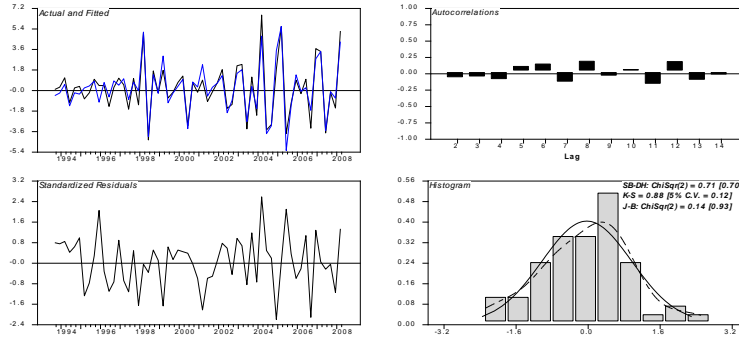 Actual and Fitted
7.2
5.4
3.6
1.8
-0.0
-1.8
-3.6
-5.4
1994 1996 1998 2000 2002 2004 2006 2008
Autocorrelations
1.00
0.75
0.50
0.25
0.00
-0.25
-0.50
-0.75
-1.00
2 3 4 5 6 7 8 9 10 11 12 13 14
Lag
Standardized Residuals
3.2
2.4
1.6
0.8
-0.0
-0.8
-1.6
-2.4
1994 1996 1998 2000 2002 2004 2006 2008
Histogram
SB-DH: ChiSqr(2) = 0.71 [0.70
K-S = 0.88 [5% C.V. = 0.12]
J-B: ChiSqr(2) = 0.14 [0.93]
0.56
0.48
0.40
0.32
0.24
0.16
0.08
0.00
-3.2 -1.6 0.0 1.6 3.2